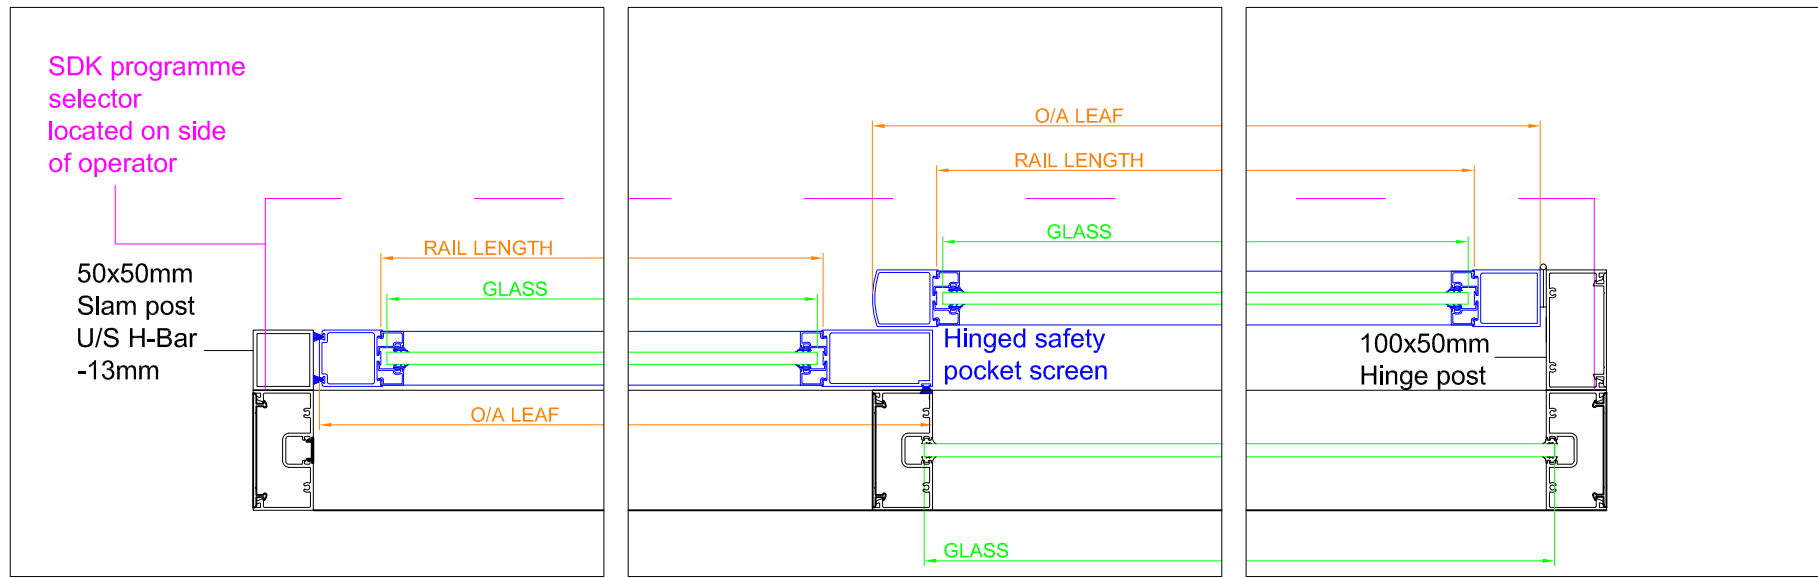 SDK programme
selector
located on side
of operator
O/A LEAF
RAIL LENGTH
GLASS
RAIL LENGTH
GLASS
50x50mm
Slam post
U/S H-Bar
-13mm
Hinged safety
pocket screen
100x50mm
Hinge post
O/A LEAF
GLASS